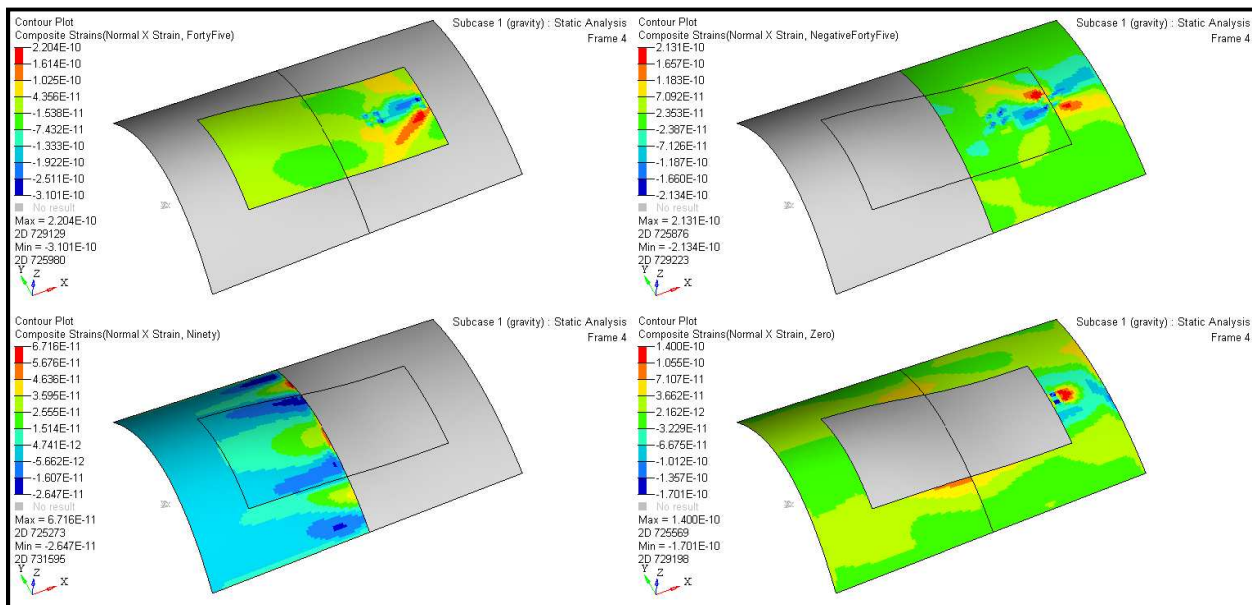 Contour Plot
Composite Strains(Normal X Strain, FortyFive)
Subcase 1 (gravity) : Static Analysis
Frame 4
2.204E-10
1.614E-10
1.025E-10
4.356E-11
-1.538E-11
-7.432E-11
-1.333E-10
-1.922E-10
-2.511E-10
-3.101E-10
No result
Max = 2.204E-10
2D 729129
Min = -3.101E-10
2D 725980
Y
Z
X
Contour Plot
Composite Strains(Normal X Strain, NegativeFortyFive)
Subcase 1 (gravity) : Static Analysis
Frame 4
2.131E-10
1.657E-10
1.183E-10
7.092E-11
2.353E-11
-2.387E-11
-7.126E-11
-1.187E-10
-1.660E-10
-2.134E-10
No result
Max = 2.131E-10
2D 725876
Min = -2.134E-10
2D 729223
Y
Z
X
Contour Plot
Composite Strains(Normal X Strain, Ninety)
Subcase 1 (gravity) : Static Analysis
Frame 4
6.716E-11
5.676E-11
4.636E-11
3.595E-11
2.555E-11
1.514E-11
4.741E-12
-5.662E-12
-1.607E-11
-2.647E-11
No result
Max = 6.716E-11
2D 725273
Min = -2.647E-11
2D 731595
Y
Z
X
Contour Plot
Composite Strains(Normal X Strain, Zero)
Subcase 1 (gravity) : Static Analysis
Frame 4
1.400E-10
1.055E-10
7.107E-11
3.662E-11
2.162E-12
-3.229E-11
-6.675E-11
-1.012E-10
-1.357E-10
-1.701E-10
No result
Max = 1.400E-10
2D 725569
Min = -1.701E-10
2D 729198
Y
Z
X